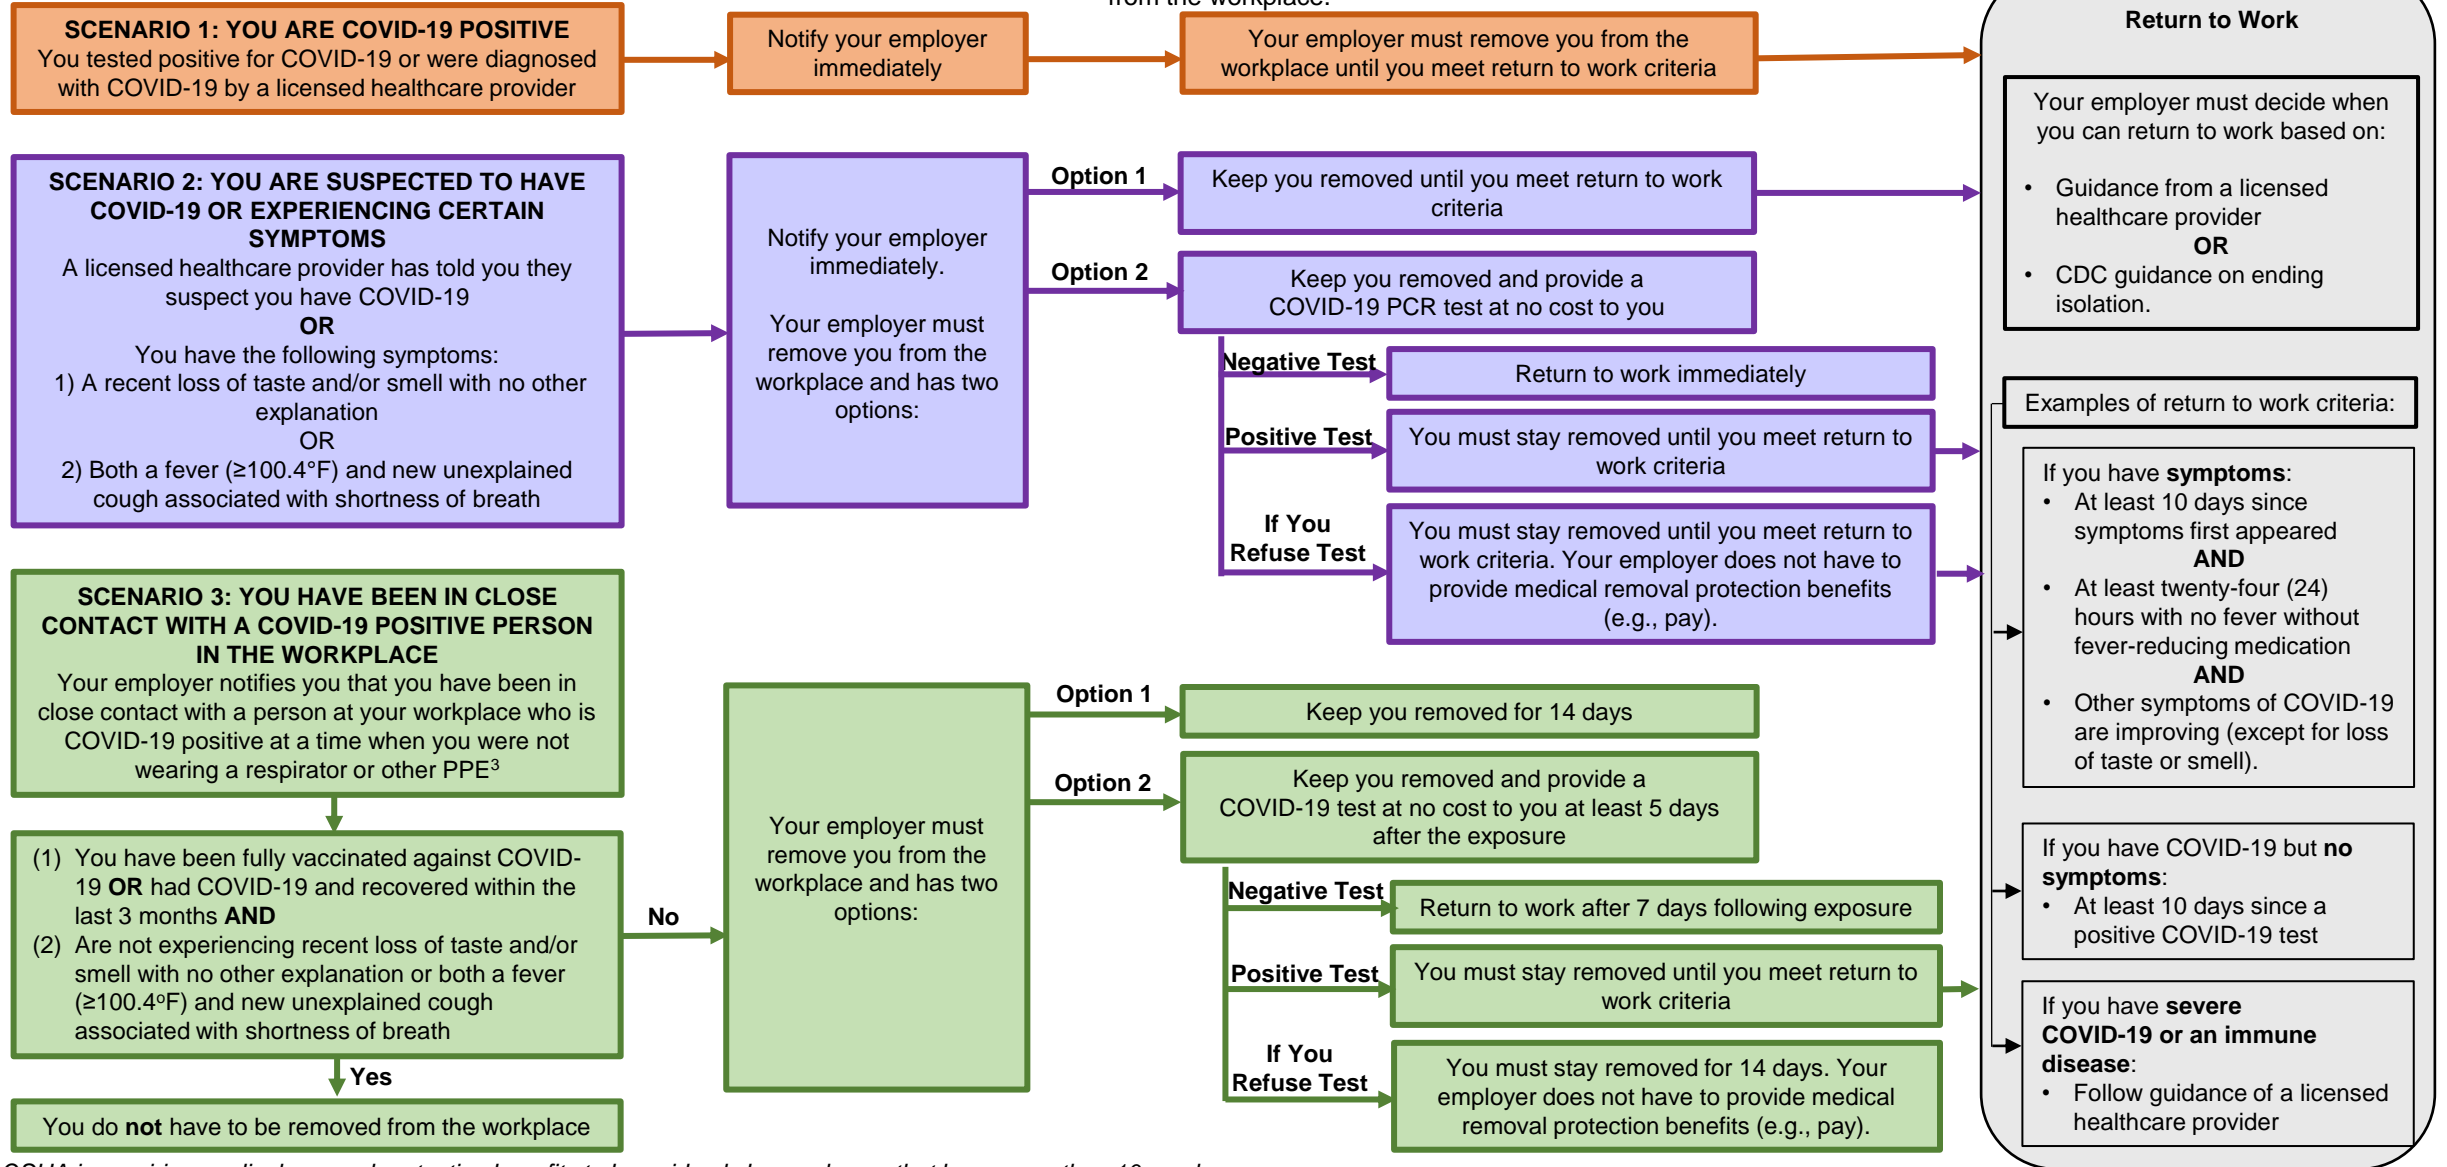 from the workplace.
SCENARIO 1: YOU ARE COVID-19 POSITIVE
You tested positive for COVID-19 or were diagnosed
with COVID-19 by a licensed healthcare provider
Notify your employer
immediately
Your employer must remove you from the
workplace until you meet return to work criteria
SCENARIO 2: YOU ARE SUSPECTED TO HAVE
COVID-19 OR EXPERIENCING CERTAIN
SYMPTOMS
A licensed healthcare provider has told you they
suspect you have COVID-19
OR
You have the following symptoms:
1) A recent loss of taste and/or smell with no other
explanation
OR
2) Both a fever (≥100.4°F) and new unexplained
cough associated with shortness of breath
Notify your employer
immediately.
Your employer must
remove you from the
workplace and has two
options:
Option 1
Keep you removed until you meet return to work
criteria
Option 2
Keep you removed and provide a
COVID-19 PCR test at no cost to you
Negative Test
Return to work immediately
Positive Test
You must stay removed until you meet return to
work criteria
If You
Refuse Test
You must stay removed until you meet return to
work criteria. Your employer does not have to
provide medical removal protection benefits
(e.g., pay).
SCENARIO 3: YOU HAVE BEEN IN CLOSE
CONTACT WITH A COVID-19 POSITIVE PERSON
IN THE WORKPLACE
Your employer notifies you that you have been in
close contact with a person at your workplace who is
COVID-19 positive at a time when you were not
wearing a respirator or other PPE³
(1) You have been fully vaccinated against COVID-
19 OR had COVID-19 and recovered within the
last 3 months AND
(2) Are not experiencing recent loss of taste and/or
smell with no other explanation or both a fever
(≥100.4ºF) and new unexplained cough
associated with shortness of breath
Yes
You do not have to be removed from the workplace
No
Your employer must
remove you from the
workplace and has two
options:
Option 1
Keep you removed for 14 days
Option 2
Keep you removed and provide a
COVID-19 test at no cost to you at least 5 days
after the exposure
Negative Test
Return to work after 7 days following exposure
Positive Test
You must stay removed until you meet return to
work criteria
If You
Refuse Test
You must stay removed for 14 days. Your
employer does not have to provide medical
removal protection benefits (e.g., pay).
Return to Work
Your employer must decide when
you can return to work based on:
• Guidance from a licensed
healthcare provider
OR
• CDC guidance on ending
isolation.
Examples of return to work criteria:
If you have symptoms:
• At least 10 days since
symptoms first appeared
AND
• At least twenty-four (24)
hours with no fever without
fever-reducing medication
AND
• Other symptoms of COVID-19
are improving (except for loss
of taste or smell).
If you have COVID-19 but no
symptoms:
• At least 10 days since a
positive COVID-19 test
If you have severe
COVID-19 or an immune
disease:
• Follow guidance of a licensed
healthcare provider